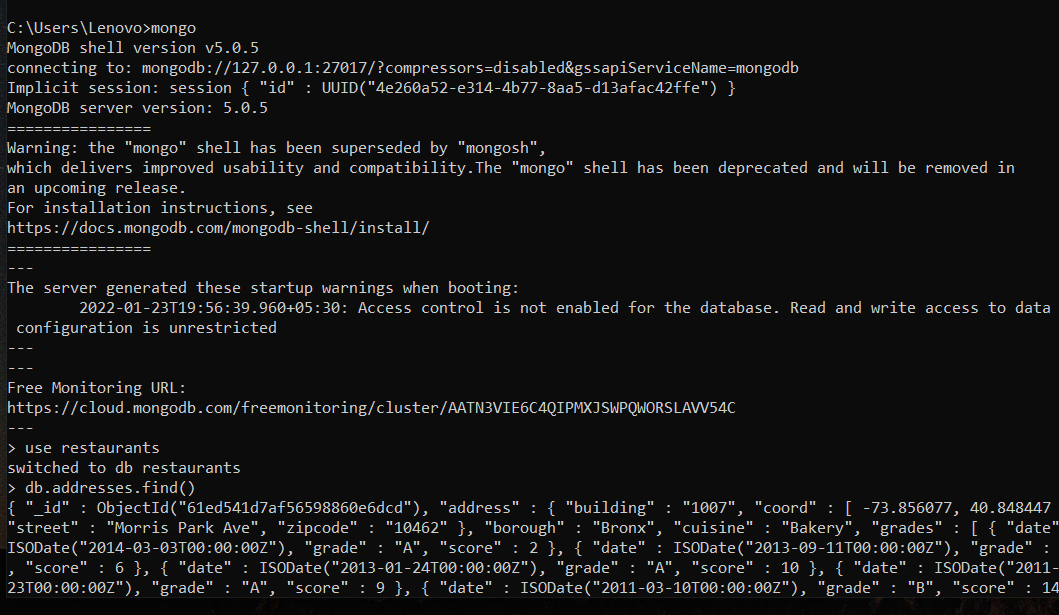 C:\Users\Lenovo>mongo
MongoDB shell version v5.0.5
connecting to: mongodb://127.0.0.1:27017/?compressors=disabled&gssapiServiceName=mongodb
Implicit session: session { "id" : UUID("4e260a52-e314-4b77-8aa5-d13afac42ffe") }
MongoDB server version: 5.0.5
================
Warning: the "mongo" shell has been superseded by "mongosh",
which delivers improved usability and compatibility.The "mongo" shell has been deprecated and will be removed in
an upcoming release.
For installation instructions, see
https://docs.mongodb.com/mongodb-shell/install/
================
---
The server generated these startup warnings when booting:
        2022-01-23T19:56:39.960+05:30: Access control is not enabled for the database. Read and write access to data
 configuration is unrestricted
---
---
Free Monitoring URL:
https://cloud.mongodb.com/freemonitoring/cluster/AATN3VIE6C4QIPMXJSWPQWORSLAVV54C
---
> use restaurants
switched to db restaurants
> db.addresses.find()
{ "_id" : ObjectId("61ed541d7af56598860e6dcd"), "address" : { "building" : "1007", "coord" : [ -73.856077, 40.848447
"street" : "Morris Park Ave", "zipcode" : "10462" }, "borough" : "Bronx", "cuisine" : "Bakery", "grades" : [ { "date"
ISODate("2014-03-03T00:00:00Z"), "grade" : "A", "score" : 2 }, { "date" : ISODate("2013-09-11T00:00:00Z"), "grade" :
, "score" : 6 }, { "date" : ISODate("2013-01-24T00:00:00Z"), "grade" : "A", "score" : 10 }, { "date" : ISODate("2011-
23T00:00:00Z"), "grade" : "A", "score" : 9 }, { "date" : ISODate("2011-03-10T00:00:00Z"), "grade" : "B", "score" : 14